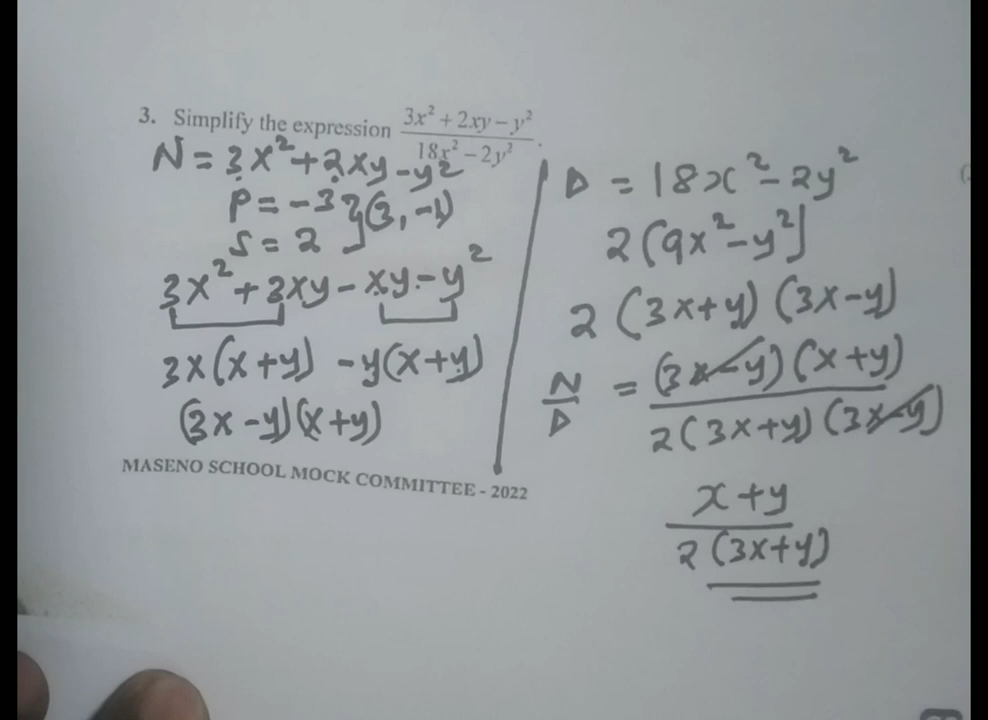 3. Simplify the expression (3x² + 2xy – y²)/(18x² – 2y²).
N = 3x² + 2xy – y²
P = –3 } (3, –1)
S = 2
3x² + 3xy – xy – y²
3x(x + y) – y(x + y)
(3x – y)(x + y)
MASENO SCHOOL MOCK COMMITTEE - 2022
D = 18x² – 2y²
2(9x² – y²)
2(3x + y)(3x – y)
N/D = (3x – y)(x + y)/2(3x + y)(3x – y)
x + y
2(3x + y)